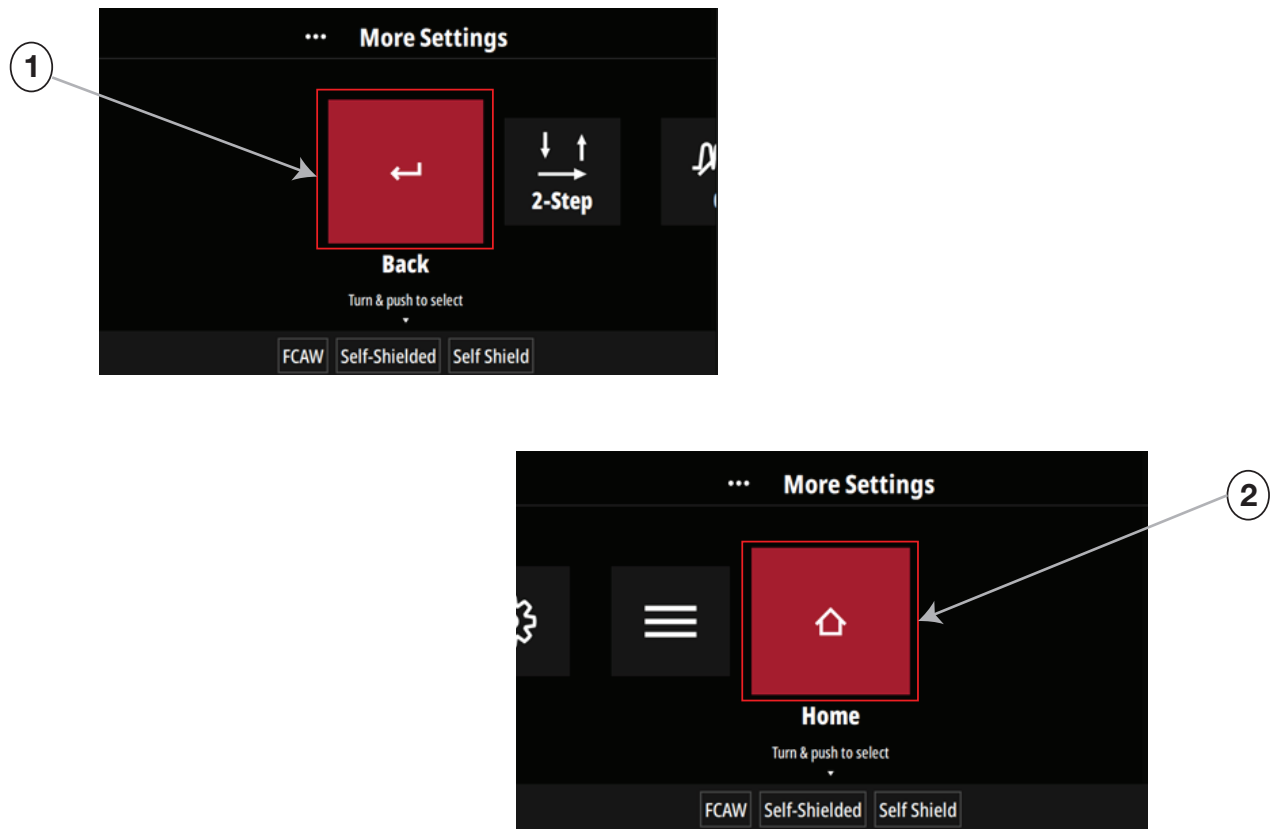 1
••• More Settings
2-Step
Back
Turn & push to select
FCAW Self-Shielded Self Shield
••• More Settings
2
Home
Turn & push to select
FCAW Self-Shielded Self Shield